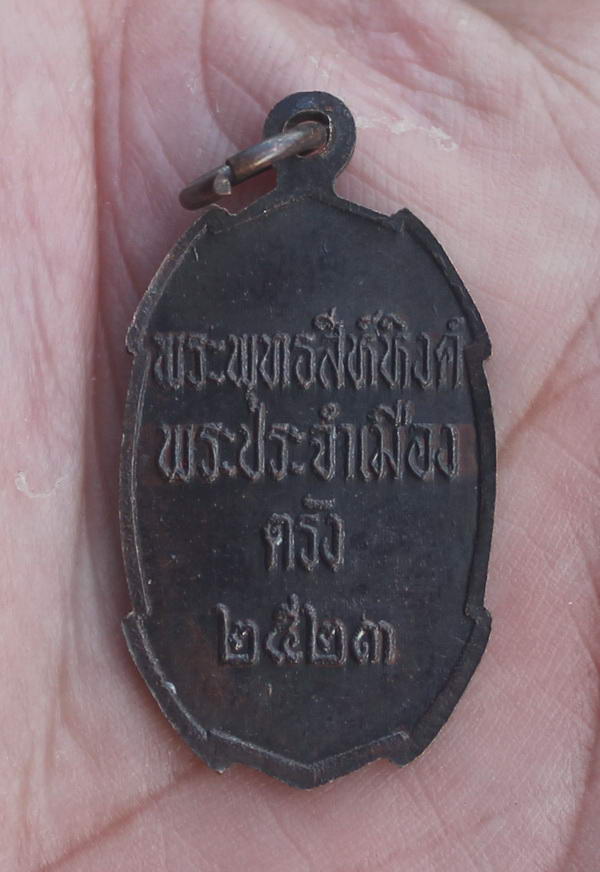 พระพุทธสิหิงค์
พระประจำเมือง
ตรัง
๒๕๒๓